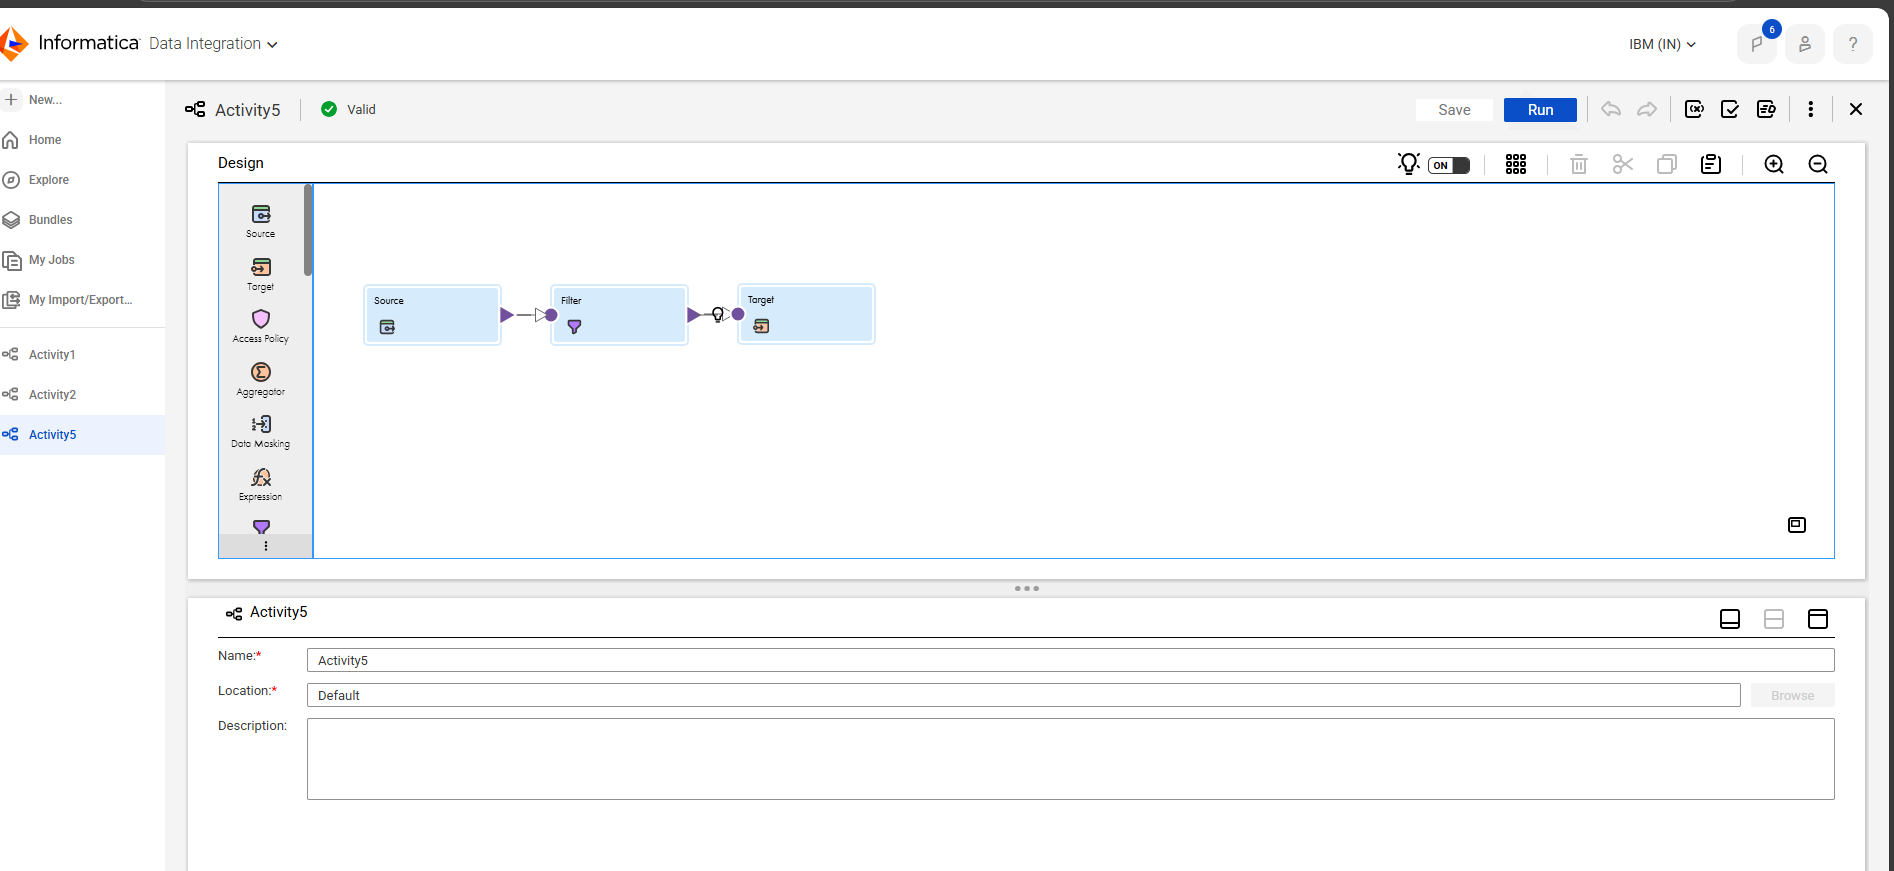 Informatica Data Integration
IBM (IN)
6
?
New...
Home
Explore
Bundles
My Jobs
My Import/Export...
Activity1
Activity2
Activity5
Activity5
Valid
Save
Run
Design
ON
Source
Target
Access Policy
Aggregator
Data Masking
Expression
Source
Filter
Target
Activity5
Name:*
Activity5
Location:*
Default
Browse
Description: